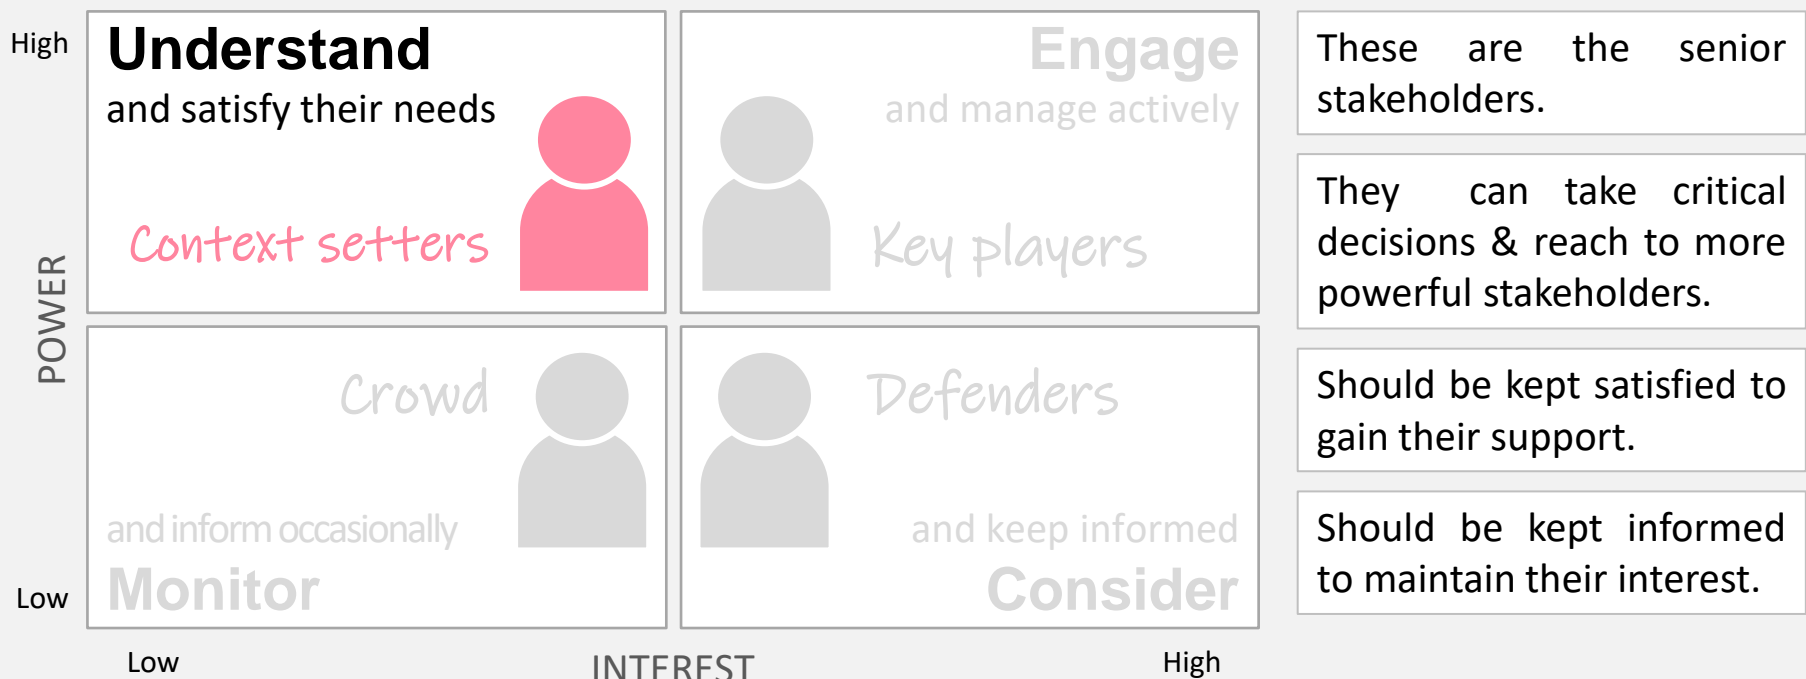 High
Understand
and satisfy their needs
Context setters
Engage
and manage actively
Key players
POWER
Crowd
and inform occasionally
Monitor
Defenders
and keep informed
Consider
Low
Low
INTEREST
High
These are the senior
stakeholders.
They can take critical
decisions & reach to more
powerful stakeholders.
Should be kept satisfied to
gain their support.
Should be kept informed
to maintain their interest.